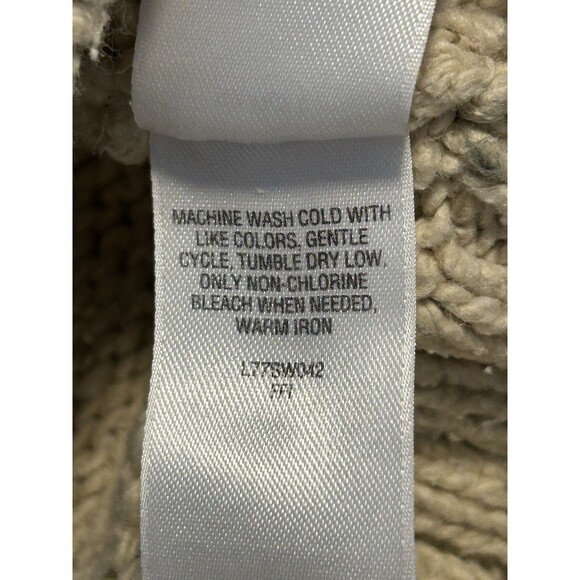 MACHINE WASH COLD WITH
LIKE COLORS. GENTLE
CYCLE, TUMBLE DRY LOW,
ONLY NON-CHLORINE
BLEACH WHEN NEEDED,
WARM IRON
L77SW042
FFI